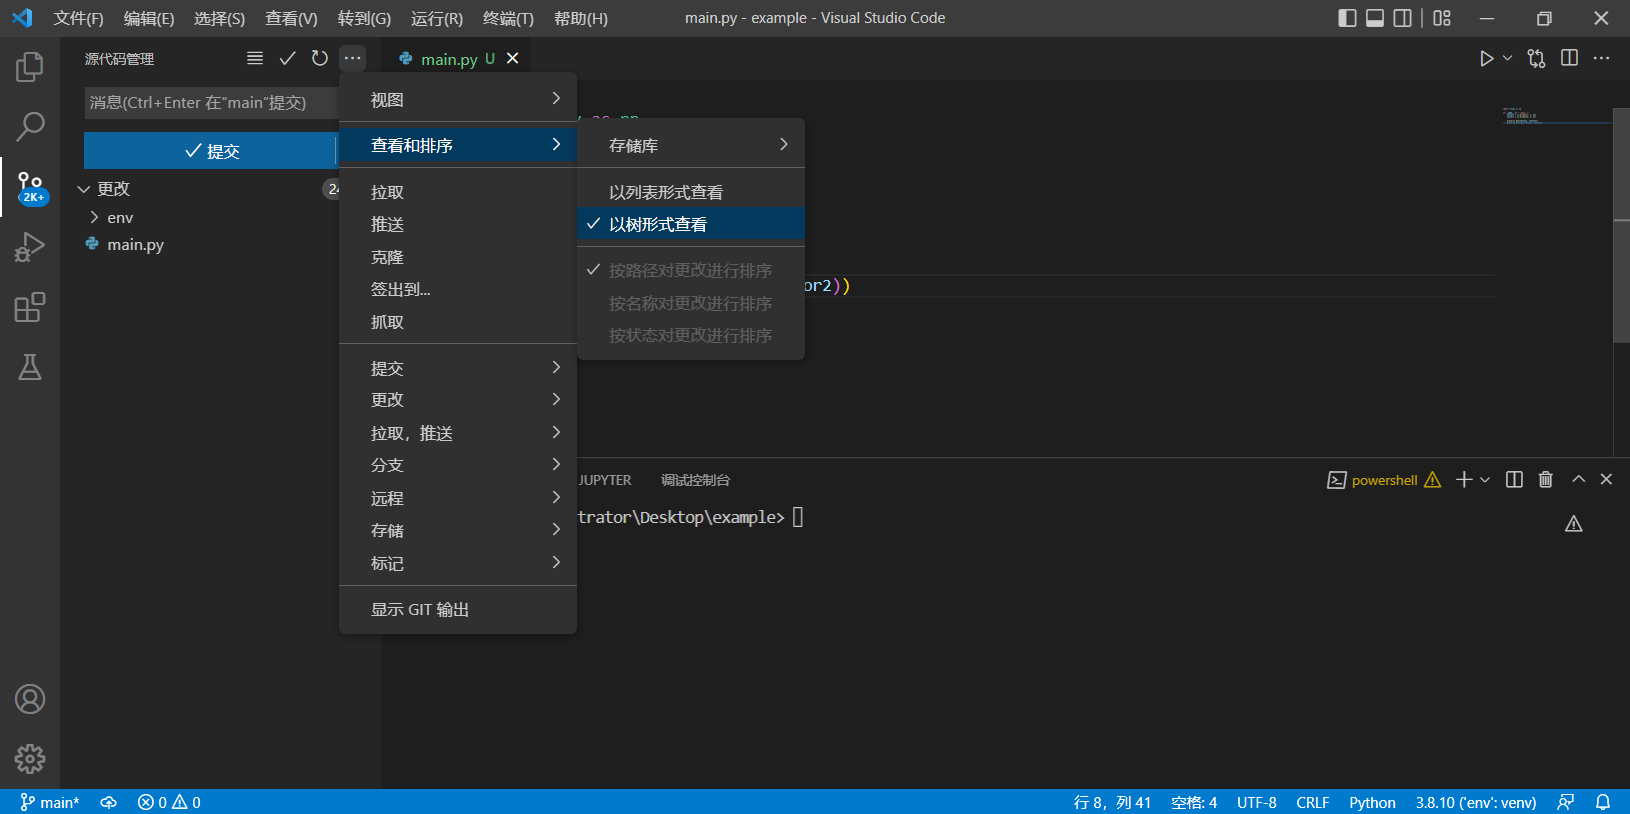 文件(F) 编辑(E) 选择(S) 查看(V) 转到(G) 运行(R) 终端(T) 帮助(H) main.py - example - Visual Studio Code
源代码管理
main.py U
消息(Ctrl+Enter 在“main”提交)
提交
更改
env
main.py
2K+
视图
查看和排序
拉取
推送
克隆
签出到...
抓取
提交
更改
拉取，推送
分支
远程
存储
标记
显示 GIT 输出
存储库
以列表形式查看
以树形式查看
按路径对更改进行排序
按名称对更改进行排序
按状态对更改进行排序
or2))
JUPYTER 调试控制台 powershell
trator\Desktop\example>
main* 0 0 行 8，列 41 空格: 4 UTF-8 CRLF Python 3.8.10 ('env': venv)